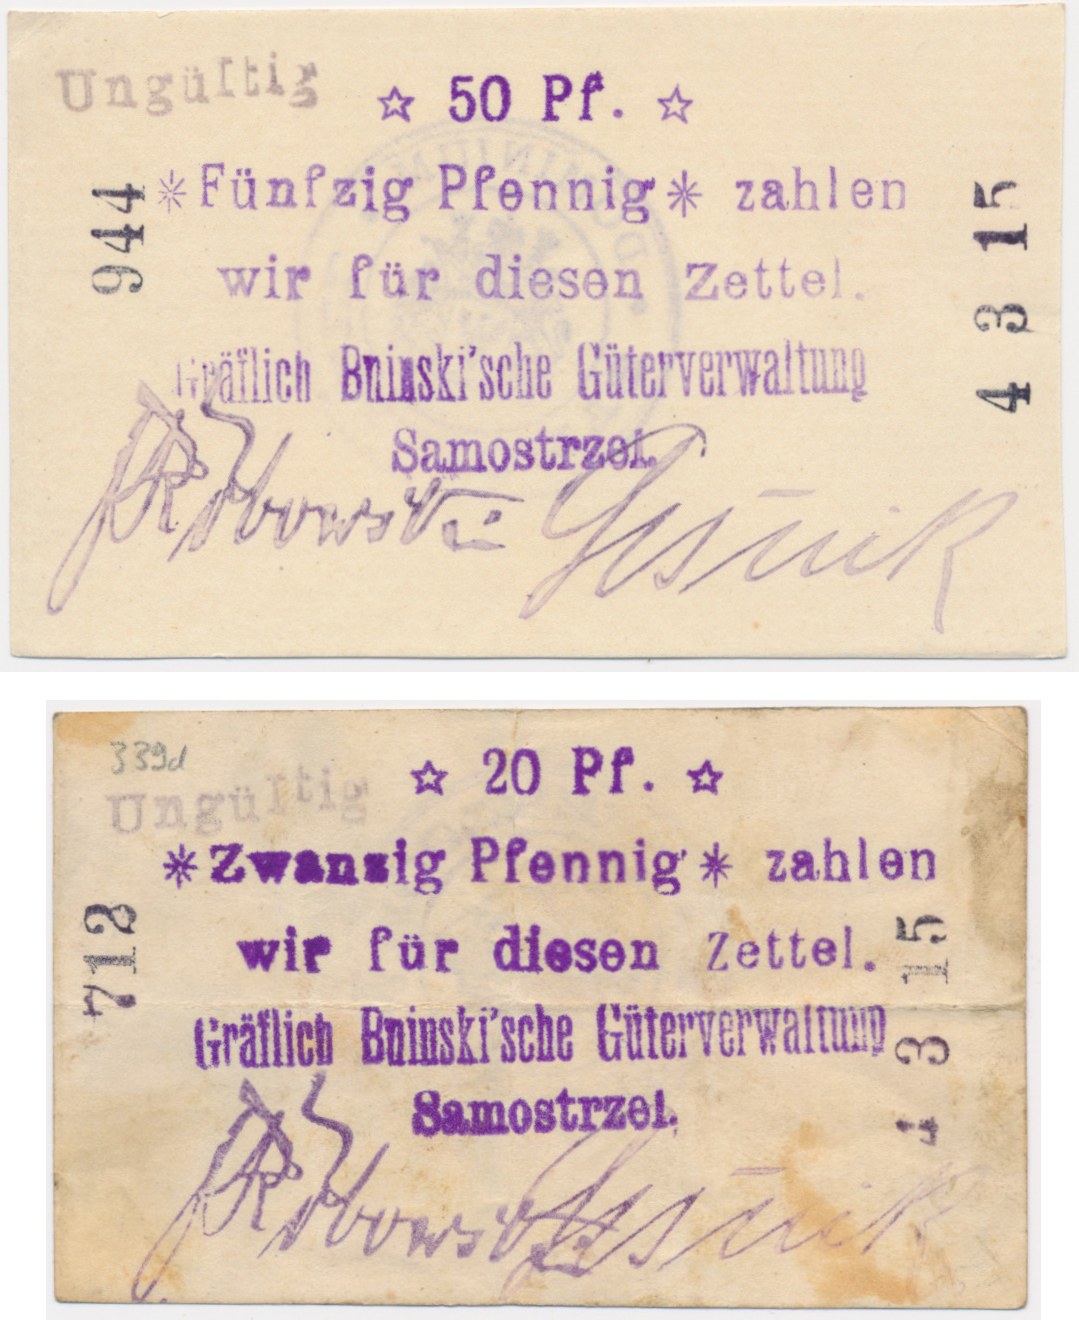 Ungültig
☆ 50 Pf. ☆
* Fünfzig Pfennig * zahlen
wir für diesen Zettel.
Gräflich Bninski'sche Güterverwaltung
Samostrzel.
944
4 3 15
339d
Ungültig
☆ 20 Pf. ☆
* Zwanzig Pfennig * zahlen
wir für diesen Zettel.
Gräflich Bninski'sche Güterverwaltung
Samostrzel.
712
4 3 15